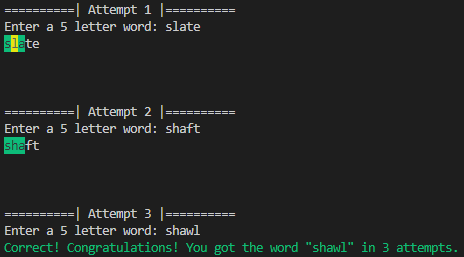 ==========| Attempt 1 |==========
Enter a 5 letter word: slate
slate
==========| Attempt 2 |==========
Enter a 5 letter word: shaft
shaft
==========| Attempt 3 |==========
Enter a 5 letter word: shawl
Correct! Congratulations! You got the word "shawl" in 3 attempts.